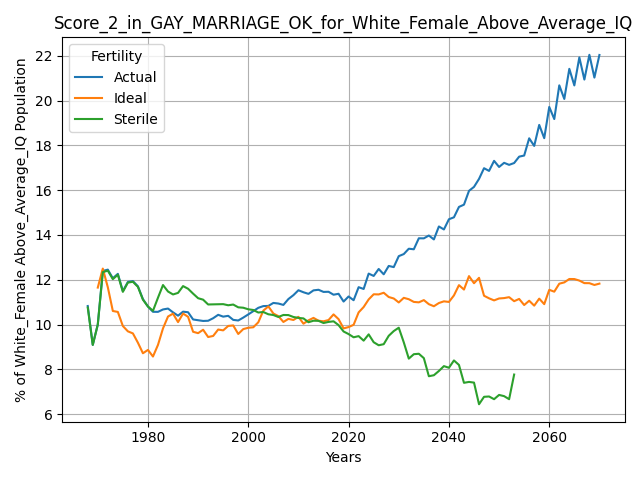 Score_2_in_GAY_MARRIAGE_OK_for_White_Female_Above_Average_IQ
% of White_Female Above_Average_IQ Population
22
20
18
16
14
12
10
8
6
Fertility
Actual
Ideal
Sterile
1980
2000
2020
2040
2060
Years